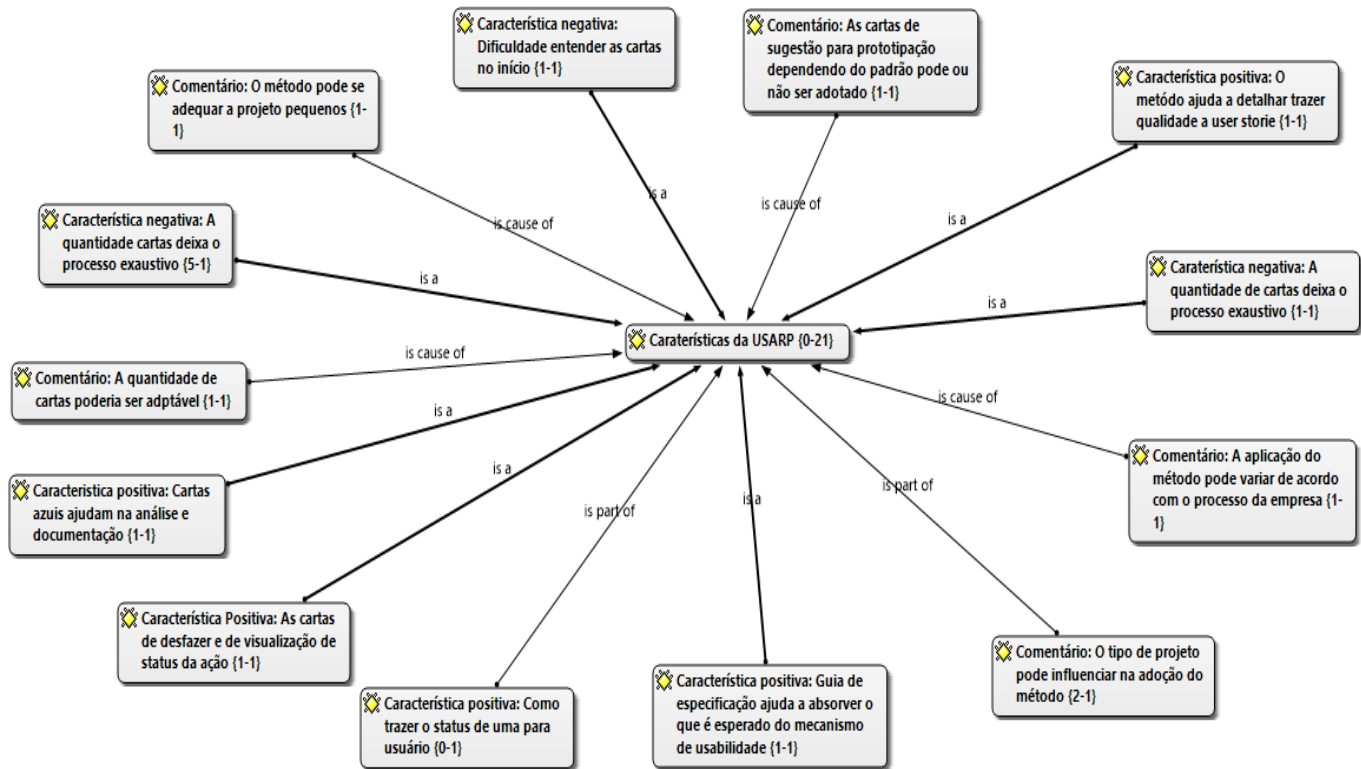 Característica negativa:
Dificuldade entender as cartas
no início {1-1}
Comentário: As cartas de
sugestão para prototipação
dependendo do padrão pode ou
não ser adotado {1-1}
Comentário: O método pode se
adequar a projeto pequenos {1-
1}
Característica positiva: O
metódo ajuda a detalhar trazer
qualidade a user storie {1-1}
is a
is cause of
is cause of
is a
Característica negativa: A
quantidade cartas deixa o
processo exaustivo {5-1}
is a
Caraterística negativa: A
quantidade de cartas deixa o
processo exaustivo {1-1}
is a
Caraterísticas da USARP {0-21}
is cause of
Comentário: A quantidade de
cartas poderia ser adptável {1-1}
is cause of
is a
Comentário: A aplicação do
método pode variar de acordo
com o processo da empresa {1-
1}
Caracteristica positiva: Cartas
azuis ajudam na análise e
documentação {1-1}
is a
is part of
is a
is part of
Característica Positiva: As cartas
de desfazer e de visualização de
status da ação {1-1}
Comentário: O tipo de projeto
pode influenciar na adoção do
método {2-1}
Característica positiva: Como
trazer o status de uma para
usuário {0-1}
Característica positiva: Guia de
especificação ajuda a absorver o
que é esperado do mecanismo
de usabilidade {1-1}